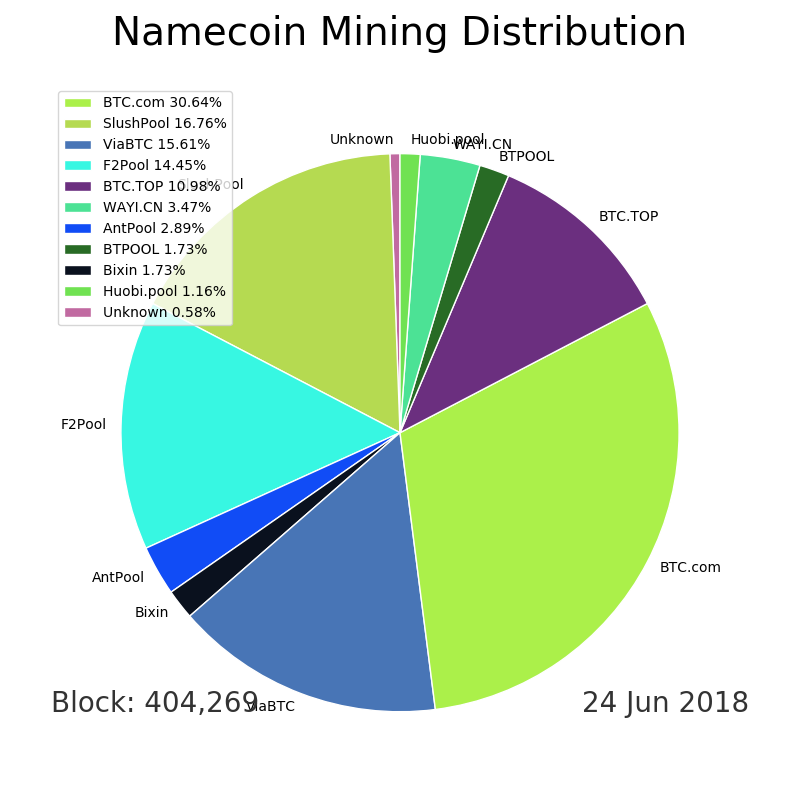 Namecoin Mining Distribution
BTC.com 30.64%
SlushPool 16.76%
ViaBTC 15.61%
F2Pool 14.45%
BTC.TOP 10.98%
WAYI.CN 3.47%
AntPool 2.89%
BTPOOL 1.73%
Bixin 1.73%
Huobi.pool 1.16%
Unknown 0.58%
Unknown
Huobi.pool
WAYI.CN
BTPOOL
SlushPool
BTC.TOP
F2Pool
BTC.com
AntPool
Bixin
ViaBTC
Block: 404,269
24 Jun 2018